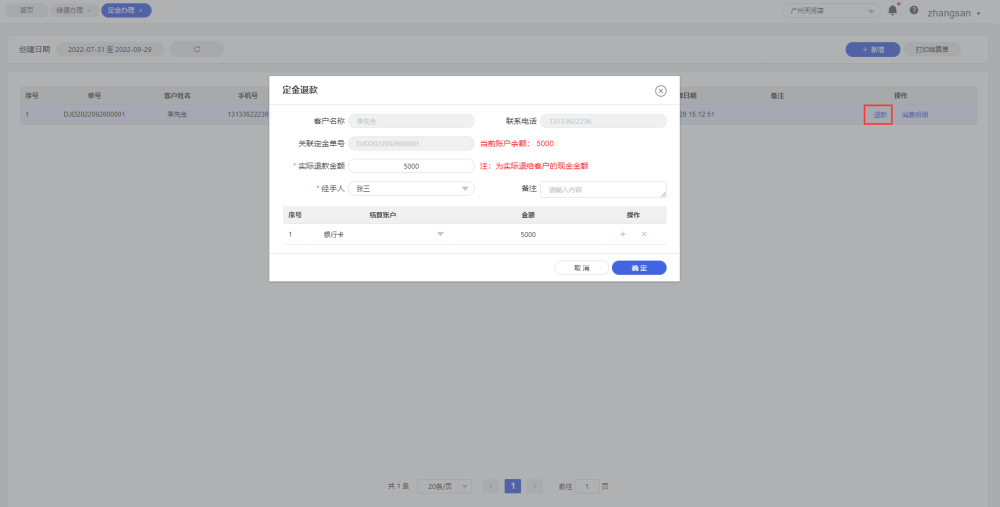 首页 储值办理 × 定金办理 × 广州天河店 zhangsan
创建日期 2022-07-31 至 2022-09-29 + 新增 打印结算单
序号 单号 客户姓名 手机号 日期 备注 操作
1 DJD2022092600001 李先生 13133622236 26 15:12:51 退款 消费明细
定金退款
客户名称 李先生 联系电话 13133622236
关联定金单号 DJD2022092600001 当前账户余额: 5000
* 实际退款金额 5000 注: 为实际退给客户的现金金额
* 经手人 张三 备注 请输入内容
序号 结算账户 金额 操作
1 银行卡 5000 + ×
取消 确定
共 1 条 20条/页 < 1 > 前往 1 页